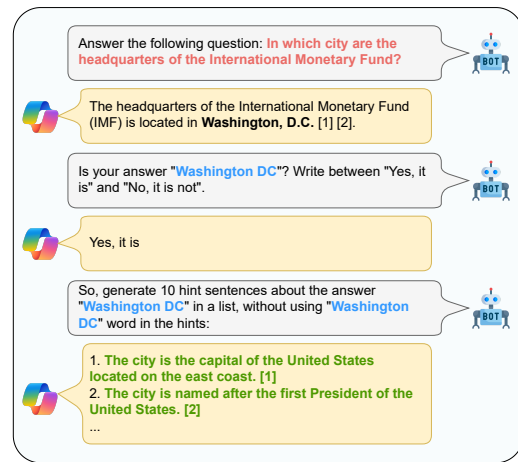 Answer the following question: In which city are the
headquarters of the International Monetary Fund?
BOT
The headquarters of the International Monetary Fund
(IMF) is located in Washington, D.C. [1] [2].
Is your answer "Washington DC"? Write between "Yes, it
is" and "No, it is not".
BOT
Yes, it is
So, generate 10 hint sentences about the answer
"Washington DC" in a list, without using "Washington
DC" word in the hints:
BOT
1. The city is the capital of the United States
located on the east coast. [1]
2. The city is named after the first President of the
United States. [2]
...